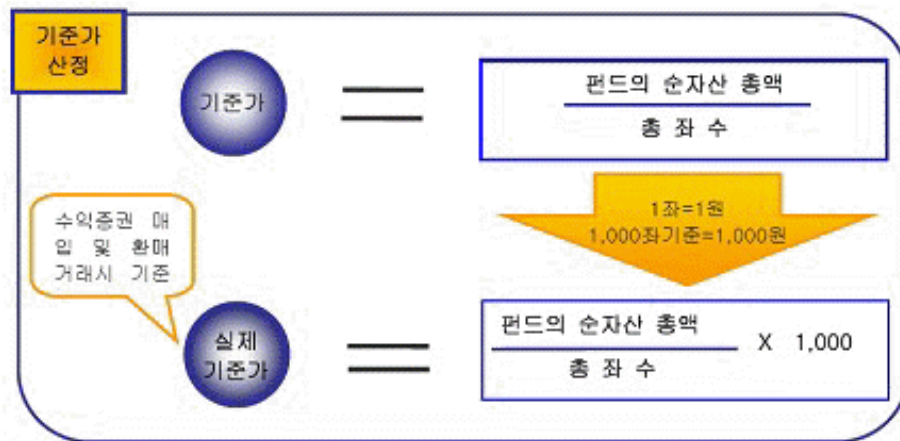 기준가
산정
기준가
펀드의 순자산 총액
총 좌 수
1좌=1원
1,000좌기준=1,000원
수익증권 매
입 및 환매
거래시 기준
실제
기준가
펀드의 순자산 총액
X 1,000
총 좌 수